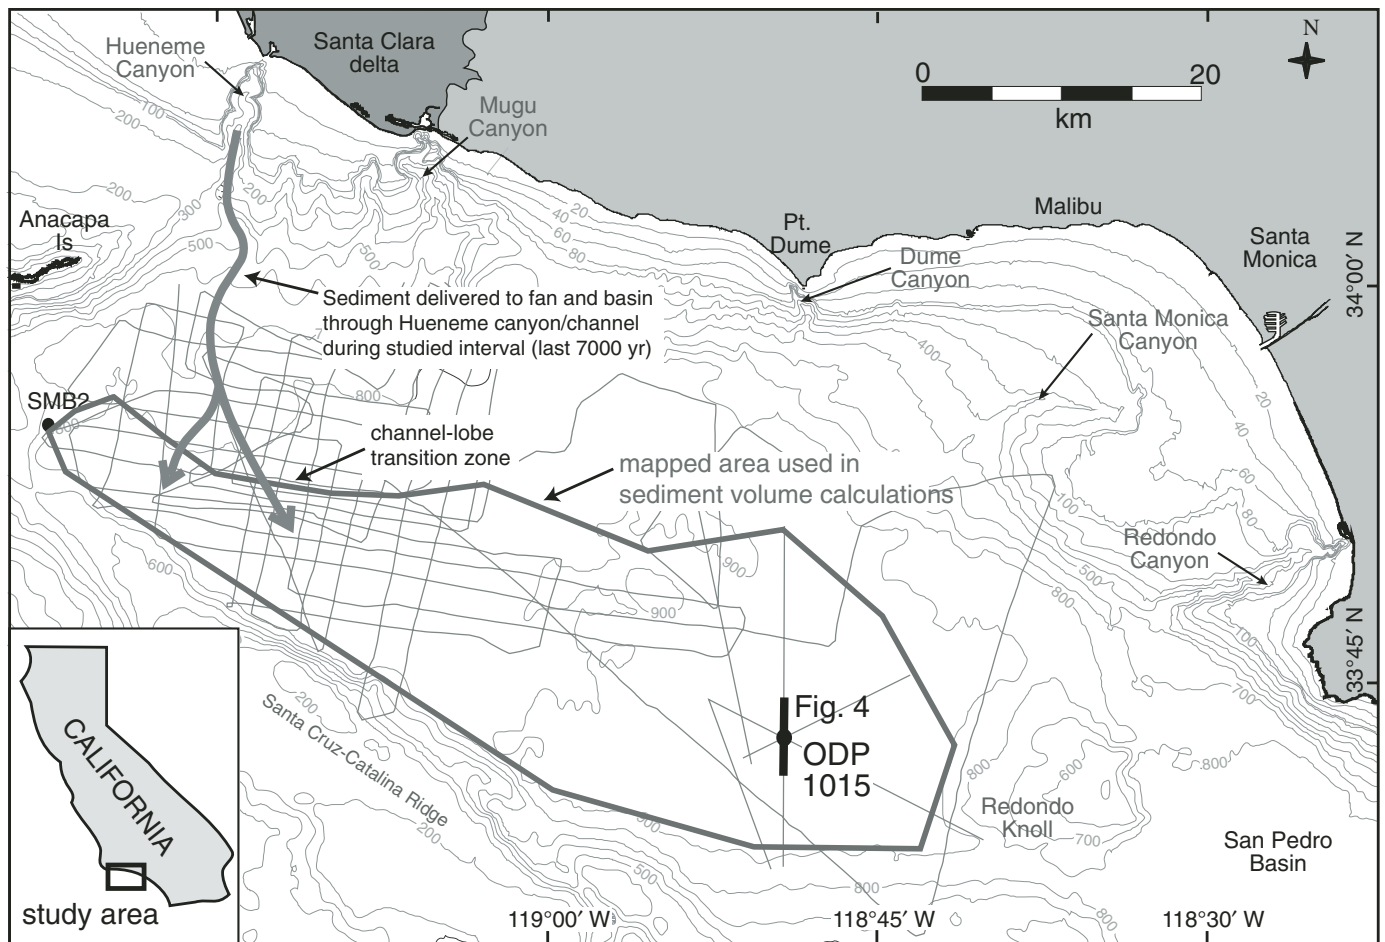 Hueneme
Canyon
Santa Clara
delta
Mugu
Canyon
N
0
20
km
100
200
200
300
200
500
500
Anacapa
Is
20
40
60
80
Pt.
Dume
Malibu
Dume
Canyon
Santa
Monica
34°00′ N
Sediment delivered to fan and basin
through Hueneme canyon/channel
during studied interval (last 7000 yr)
Santa Monica
Canyon
400
20
40
60
80
100
SMB2
800
800
channel-lobe
transition zone
mapped area used in
sediment volume calculations
Redondo
Canyon
600
900
900
500
800
100
700
33°45′ N
200
Santa Cruz-Catalina Ridge
200
Fig. 4
ODP
1015
800
600
800
Redondo
Knoll
700
San Pedro
Basin
900
500
800
800
CALIFORNIA
study area
119°00′ W
118°45′ W
118°30′ W